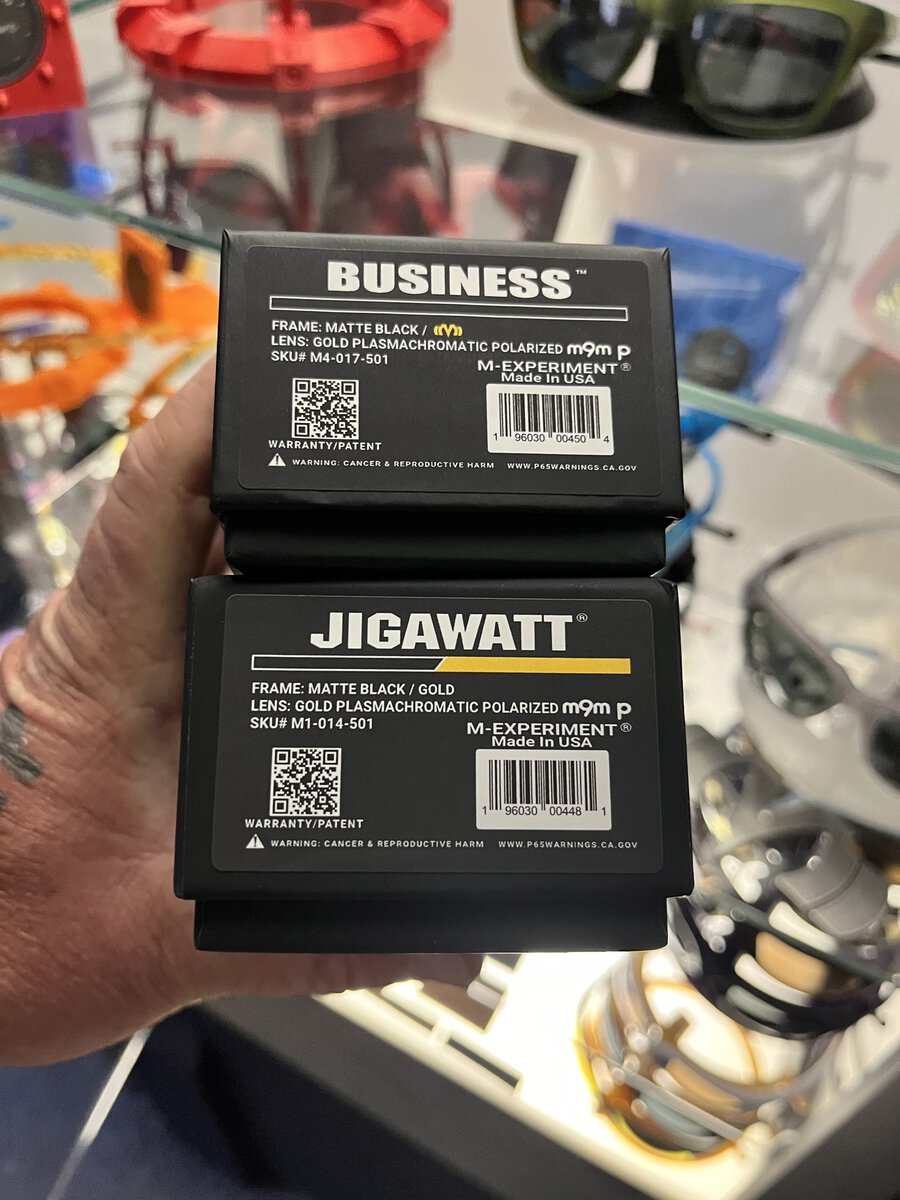 BUSINESS™
FRAME: MATTE BLACK /
LENS: GOLD PLASMACHROMATIC POLARIZED m9m p
SKU# M4-017-501
M-EXPERIMENT®
Made In USA
1 96030 00450 4
WARRANTY/PATENT
WARNING: CANCER & REPRODUCTIVE HARM WWW.P65WARNINGS.CA.GOV
JIGAWATT®
FRAME: MATTE BLACK / GOLD
LENS: GOLD PLASMACHROMATIC POLARIZED m9m p
SKU# M1-014-501
M-EXPERIMENT®
Made In USA
1 96030 00448 1
WARRANTY/PATENT
WARNING: CANCER & REPRODUCTIVE HARM WWW.P65WARNINGS.CA.GOV